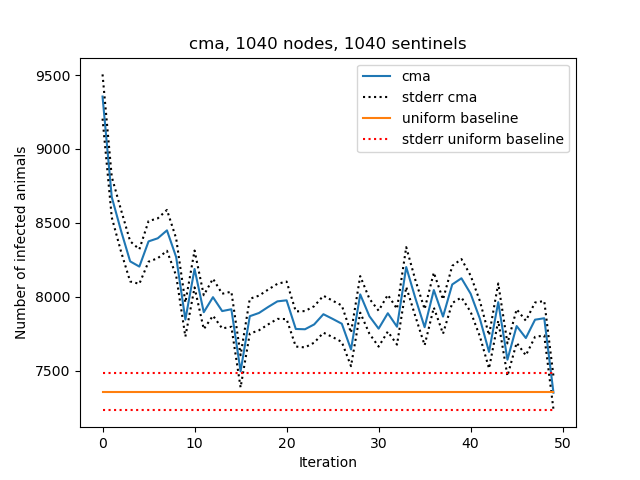 cma, 1040 nodes, 1040 sentinels
cma
stderr cma
uniform baseline
stderr uniform baseline
Number of infected animals
9500
9000
8500
8000
7500
0 10 20 30 40 50
Iteration